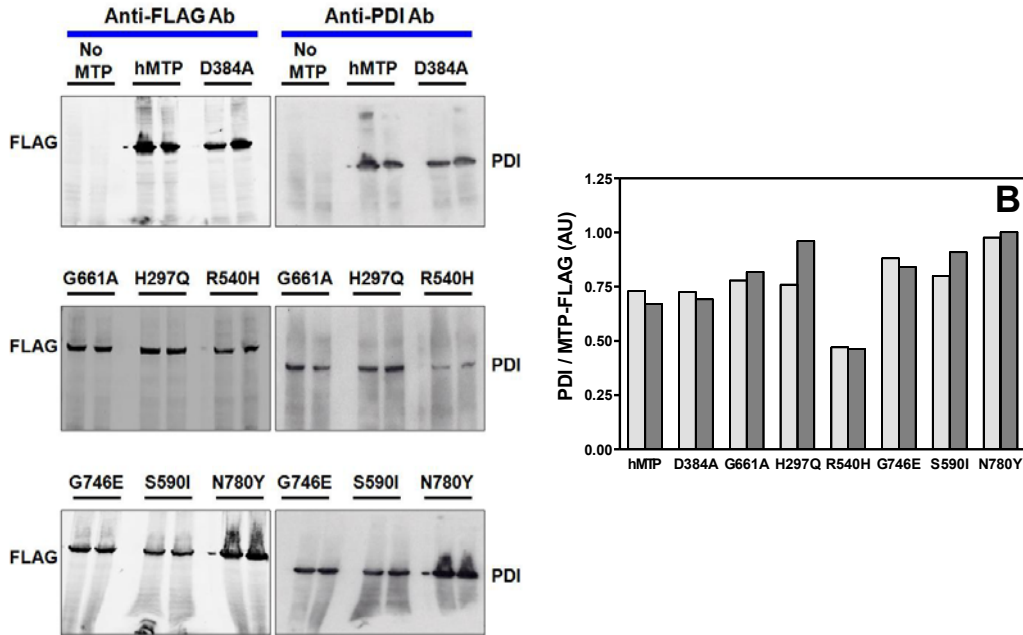 Anti-FLAG Ab Anti-PDI Ab
No MTP hMTP D384A No MTP hMTP D384A
FLAG PDI
G661A H297Q R540H G661A H297Q R540H
FLAG PDI
G746E S590I N780Y G746E S590I N780Y
FLAG PDI
B
PDI / MTP-FLAG (AU)
1.25
1.00
0.75
0.50
0.25
0.00
hMTP D384A G661A H297Q R540H G746E S590I N780Y